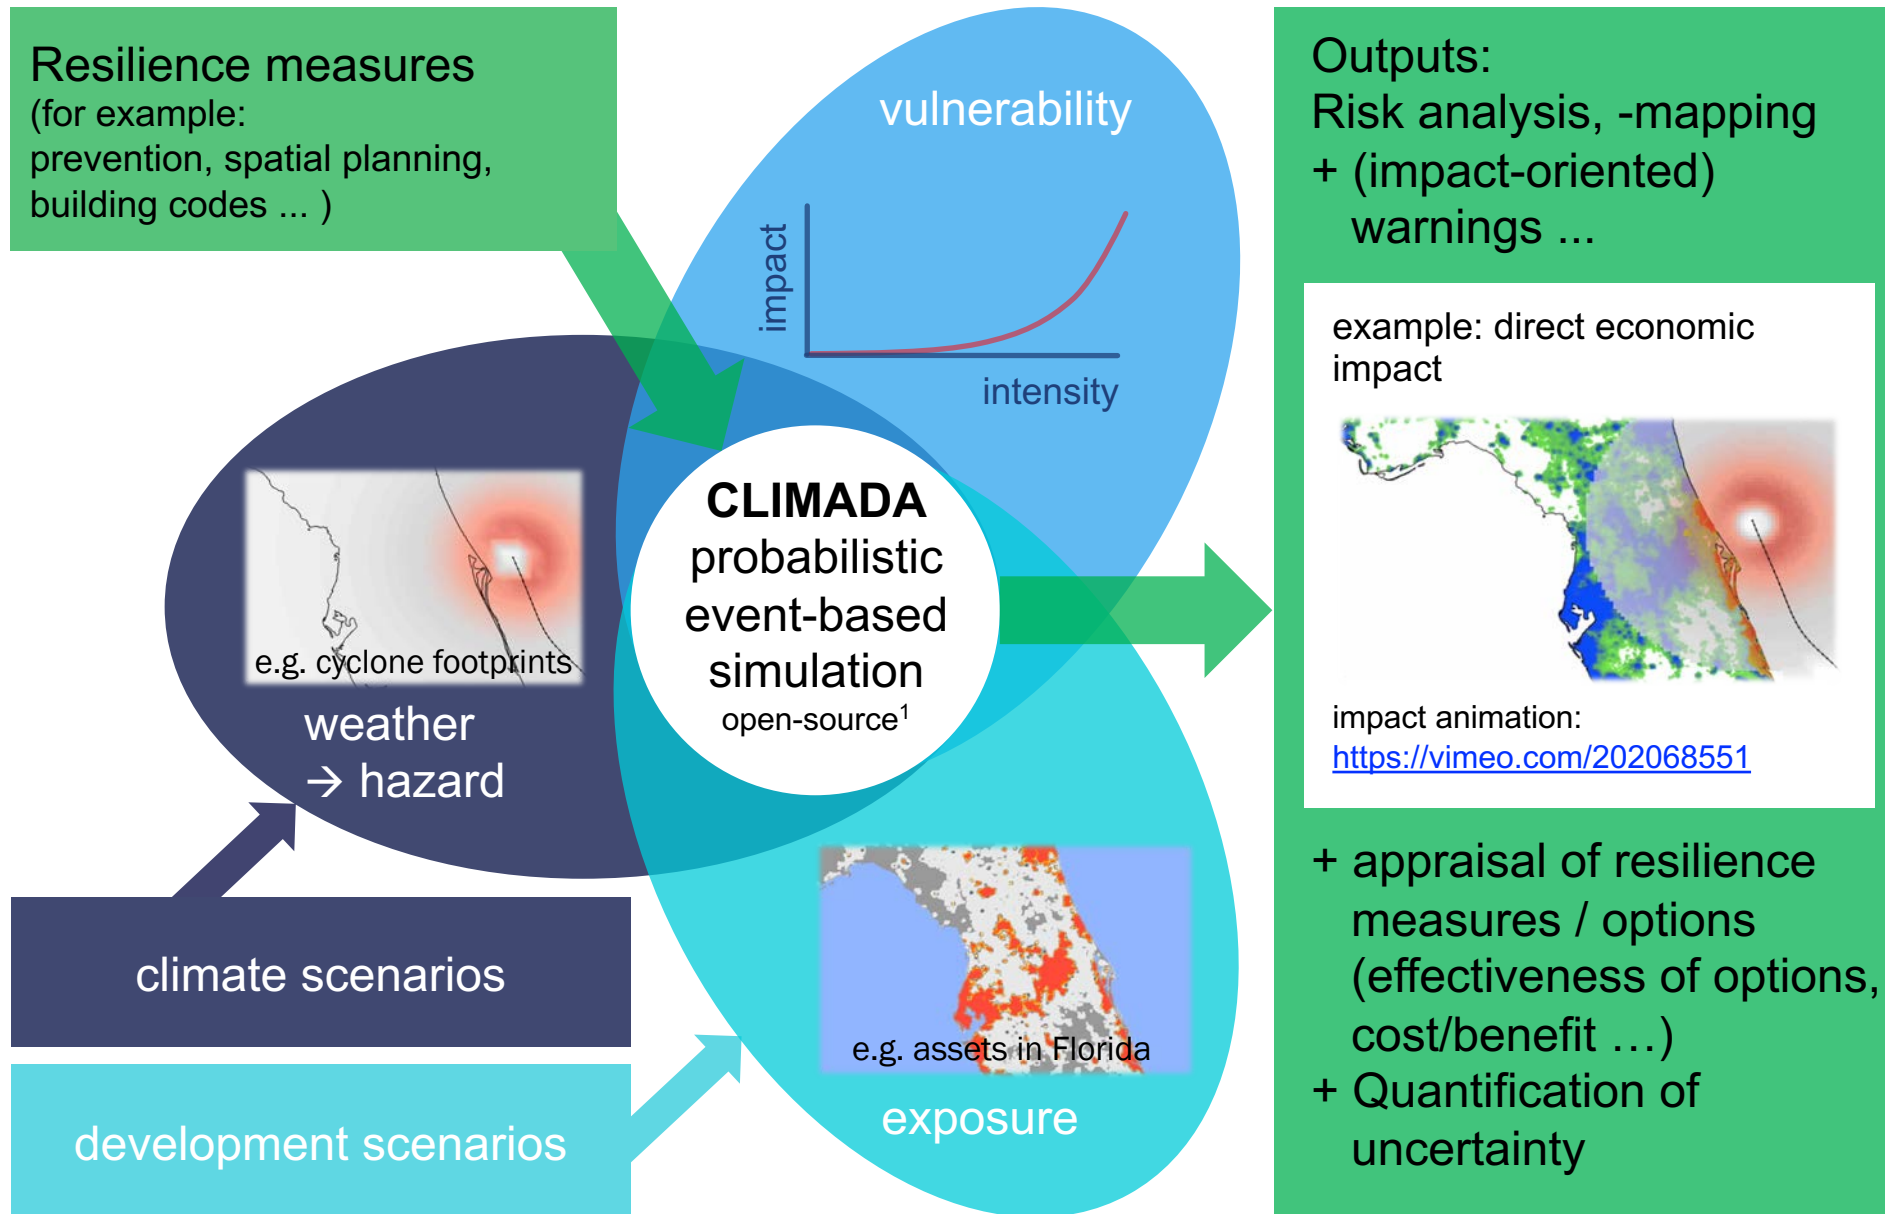 Resilience measures
(for example:
prevention, spatial planning,
building codes ... )
vulnerability
impact
intensity
CLIMADA
probabilistic
event-based
simulation
open-source¹
e.g. cyclone footprints
weather
→ hazard
climate scenarios
development scenarios
e.g. assets in Florida
exposure
Outputs:
Risk analysis, -mapping
+ (impact-oriented)
warnings ...
example: direct economic
impact
impact animation:
https://vimeo.com/202068551
+ appraisal of resilience
measures / options
(effectiveness of options,
cost/benefit …)
+ Quantification of
uncertainty